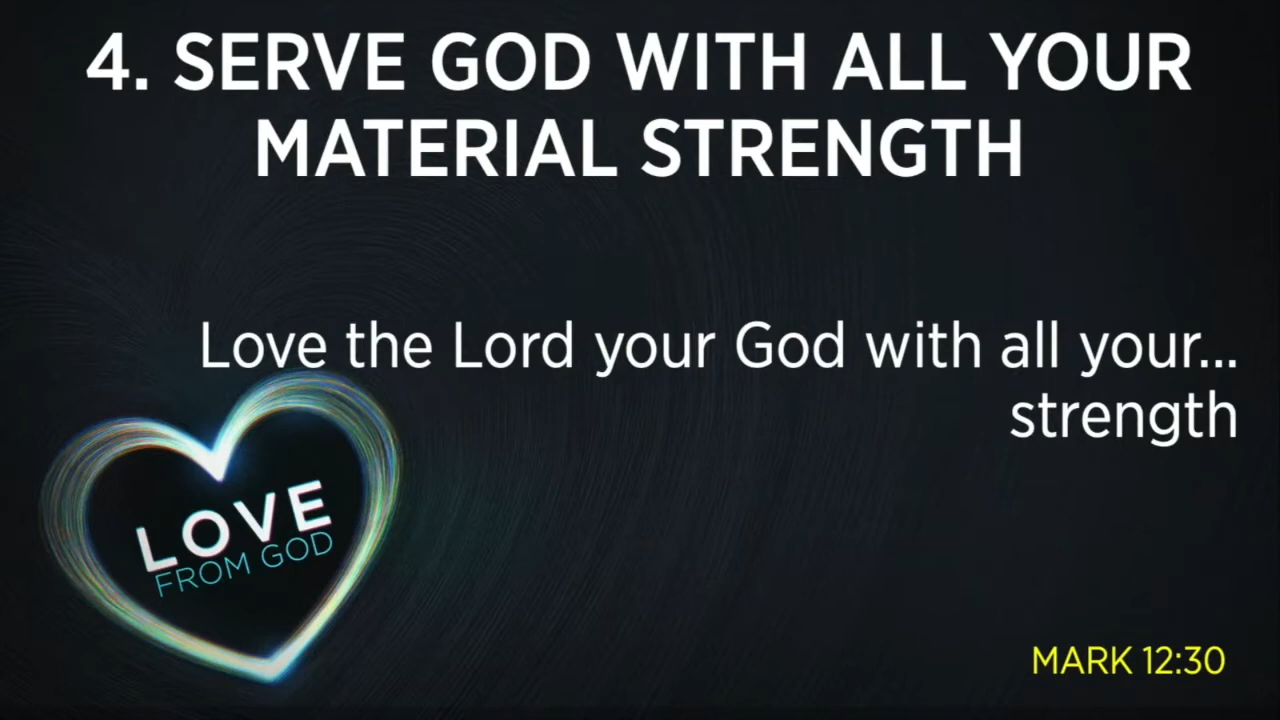 4. SERVE GOD WITH ALL YOUR
MATERIAL STRENGTH
Love the Lord your God with all your...
strength
LOVE
FROM GOD
MARK 12:30